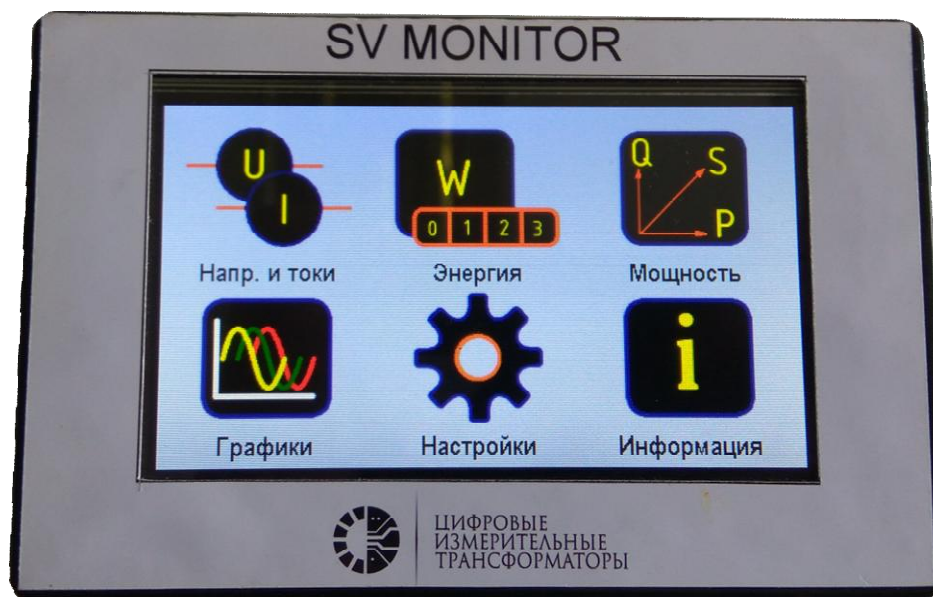 SV MONITOR
U
I
W
0 1 2 3
Q
S
P
Напр. и токи
Энергия
Мощность
i
Графики
Настройки
Информация
ЦИФРОВЫЕ
ИЗМЕРИТЕЛЬНЫЕ
ТРАНСФОРМАТОРЫ